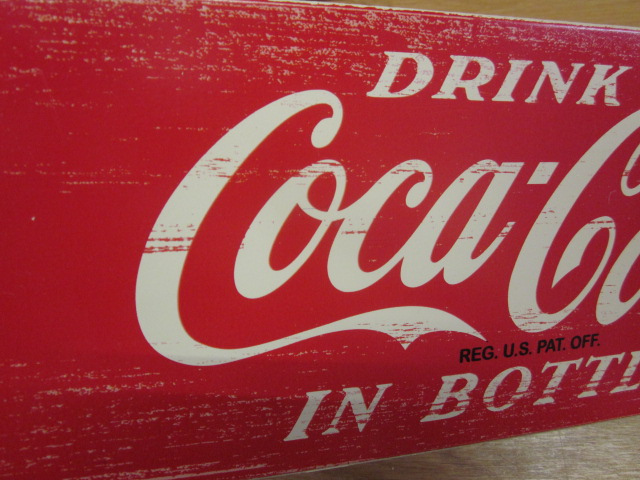 DRINK
Coca-Co
REG. U.S. PAT. OFF.
IN BOTTL